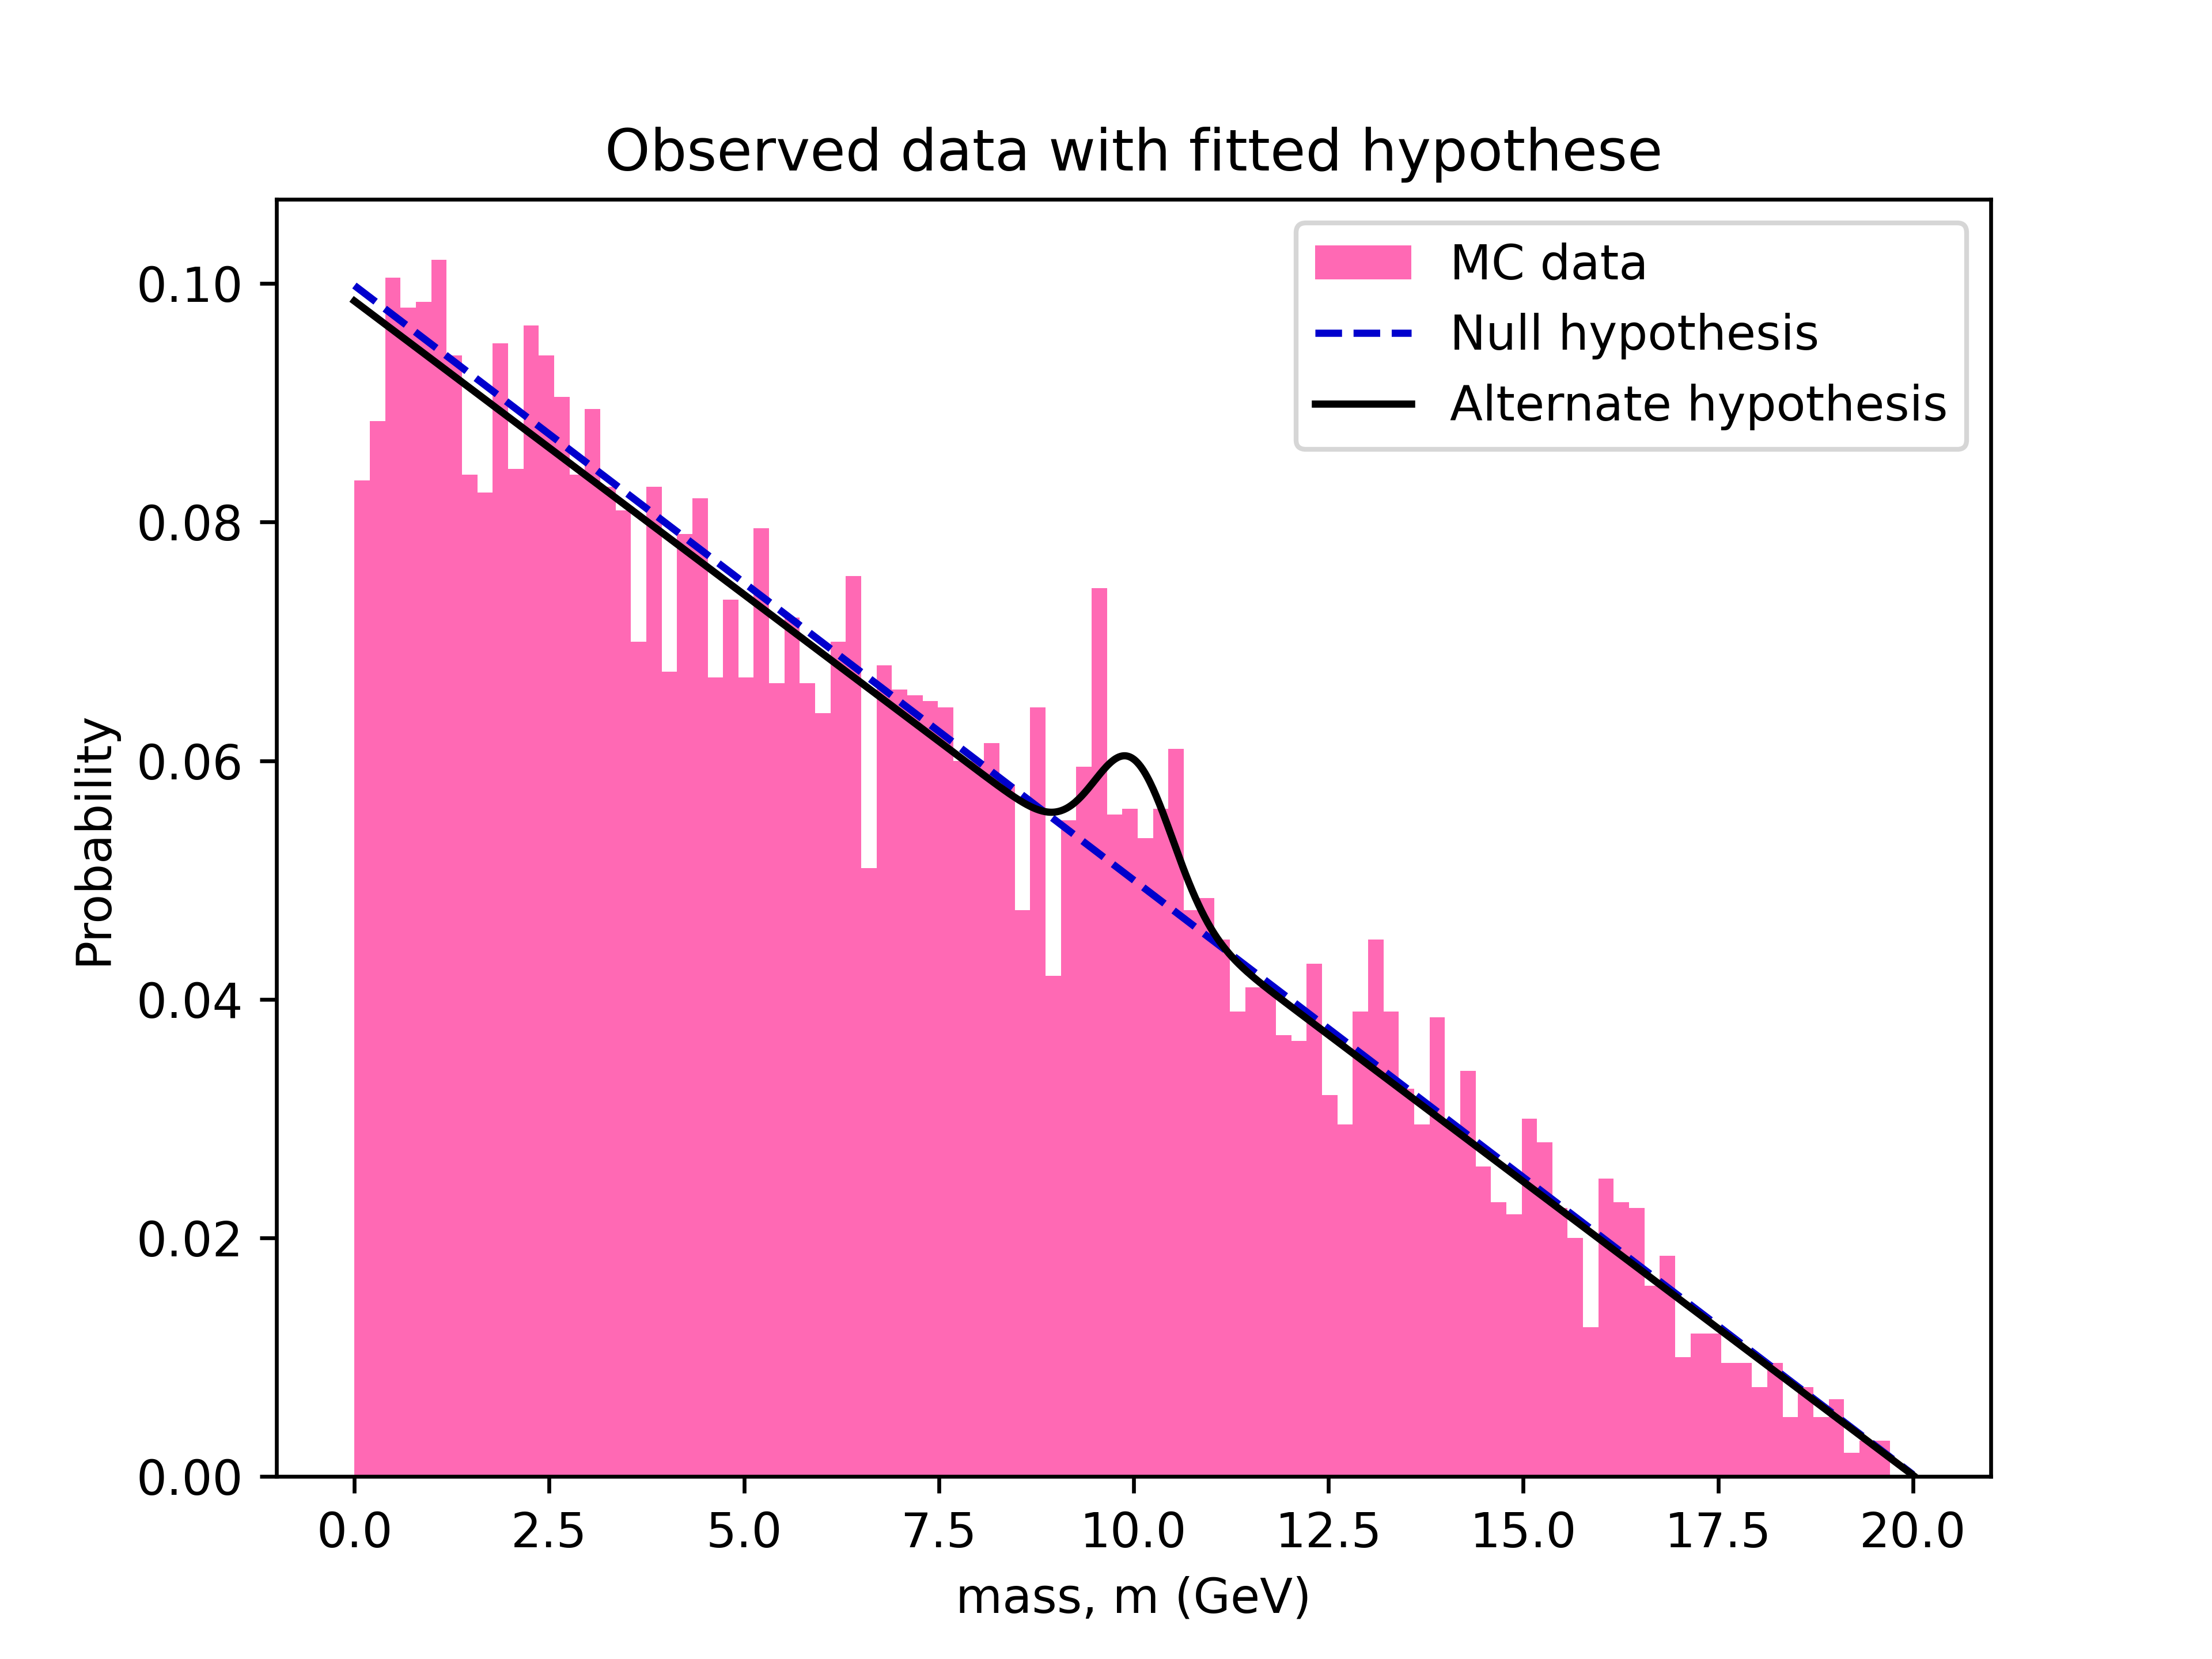 Observed data with fitted hypothese
MC data
Null hypothesis
Alternate hypothesis
Probability
0.10
0.08
0.06
0.04
0.02
0.00
0.0 2.5 5.0 7.5 10.0 12.5 15.0 17.5 20.0
mass, m (GeV)